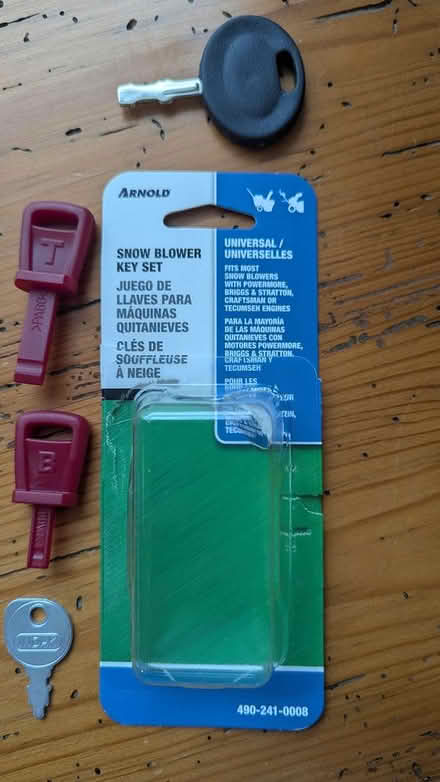 ARNOLD
SNOW BLOWER
KEY SET
JUEGO DE
LLAVES PARA
MÁQUINAS
QUITANIEVES
CLÉS DE
SOUFFLEUSE
À NEIGE
UNIVERSAL /
UNIVERSELLES
FITS MOST
SNOW BLOWERS
WITH POWERMORE,
BRIGGS & STRATTON,
CRAFTSMAN OR
TECUMSEH ENGINES
PARA LA MAYORÍA
DE LAS MÁQUINAS
QUITANIEVES CON
MOTORES POWERMORE,
BRIGGS & STRATTON,
CRAFTSMAN Y
TECUMSEH
POUR LES
490-241-0008
T
B